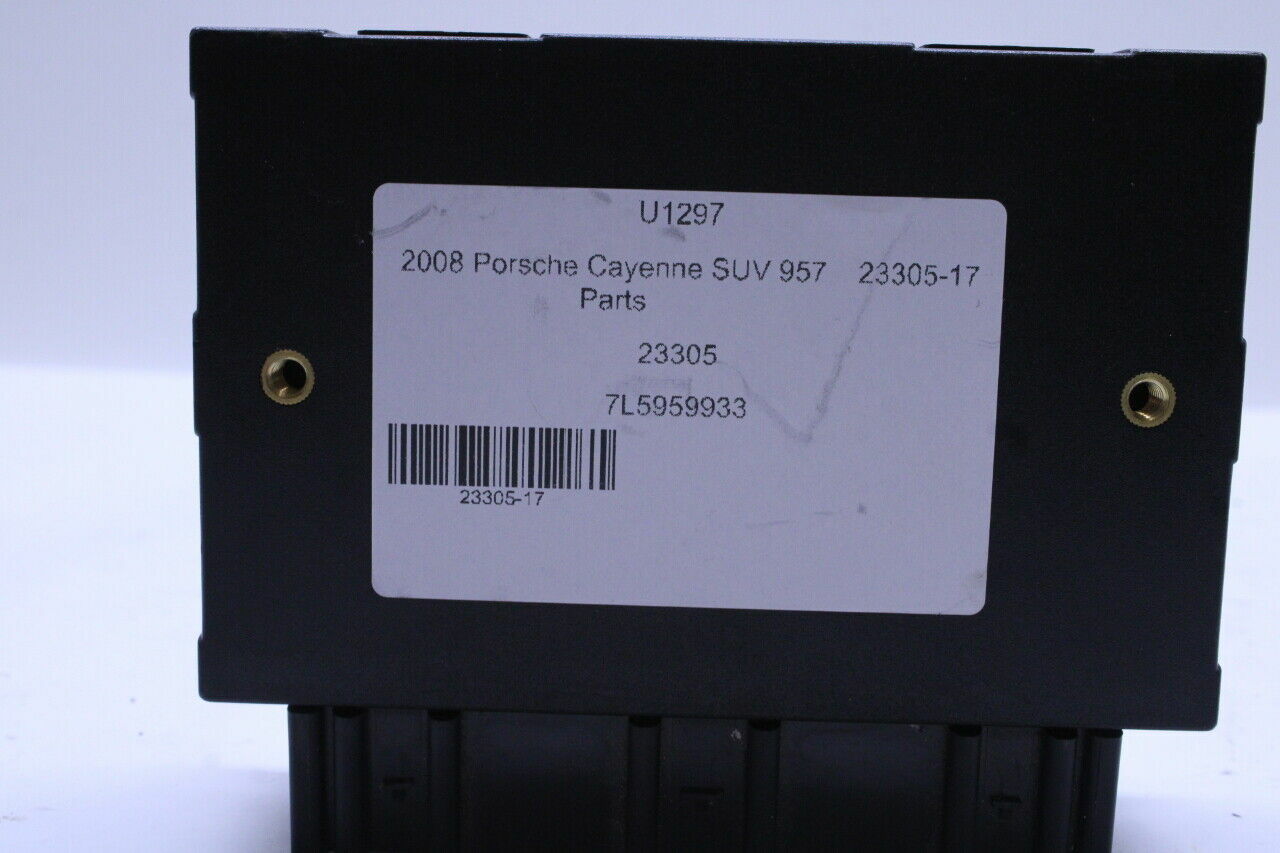 U1297
2008 Porsche Cayenne SUV 957 23305-17
Parts
23305
7L5959933
23305-17